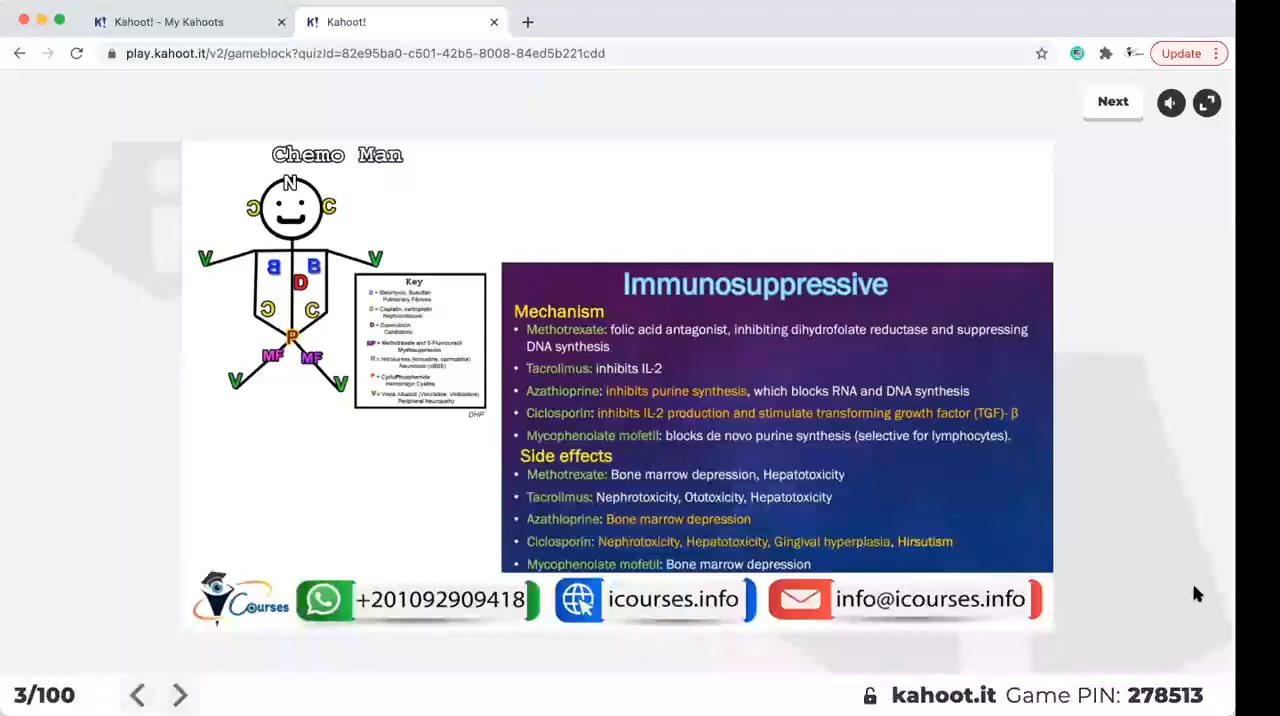 Kahoot! - My Kahoots
Kahoot!
play.kahoot.it/v2/gameblock?quizId=82e95ba0-c501-42b5-8008-84ed5b221cdd
Update
Next
Chemo Man
N
C C
V V
B B
D
C C
P
MF MF
V V
Key
Pulmonary Fibrosis
Peripheral Neuropathy
DHP
Immunosuppressive
Mechanism
• Methotrexate: folic acid antagonist, inhibiting dihydrofolate reductase and suppressing
DNA synthesis
• Tacrolimus: inhibits IL-2
• Azathioprine: inhibits purine synthesis, which blocks RNA and DNA synthesis
• Ciclosporin: inhibits IL-2 production and stimulate transforming growth factor (TGF)- β
• Mycophenolate mofetil: blocks de novo purine synthesis (selective for lymphocytes).
Side effects
• Methotrexate: Bone marrow depression, Hepatotoxicity
• Tacrolimus: Nephrotoxicity, Ototoxicity, Hepatotoxicity
• Azathioprine: Bone marrow depression
• Ciclosporin: Nephrotoxicity, Hepatotoxicity, Gingival hyperplasia, Hirsutism
• Mycophenolate mofetil: Bone marrow depression
Courses
+201092909418
icourses.info
info@icourses.info
3/100
kahoot.it Game PIN: 278513